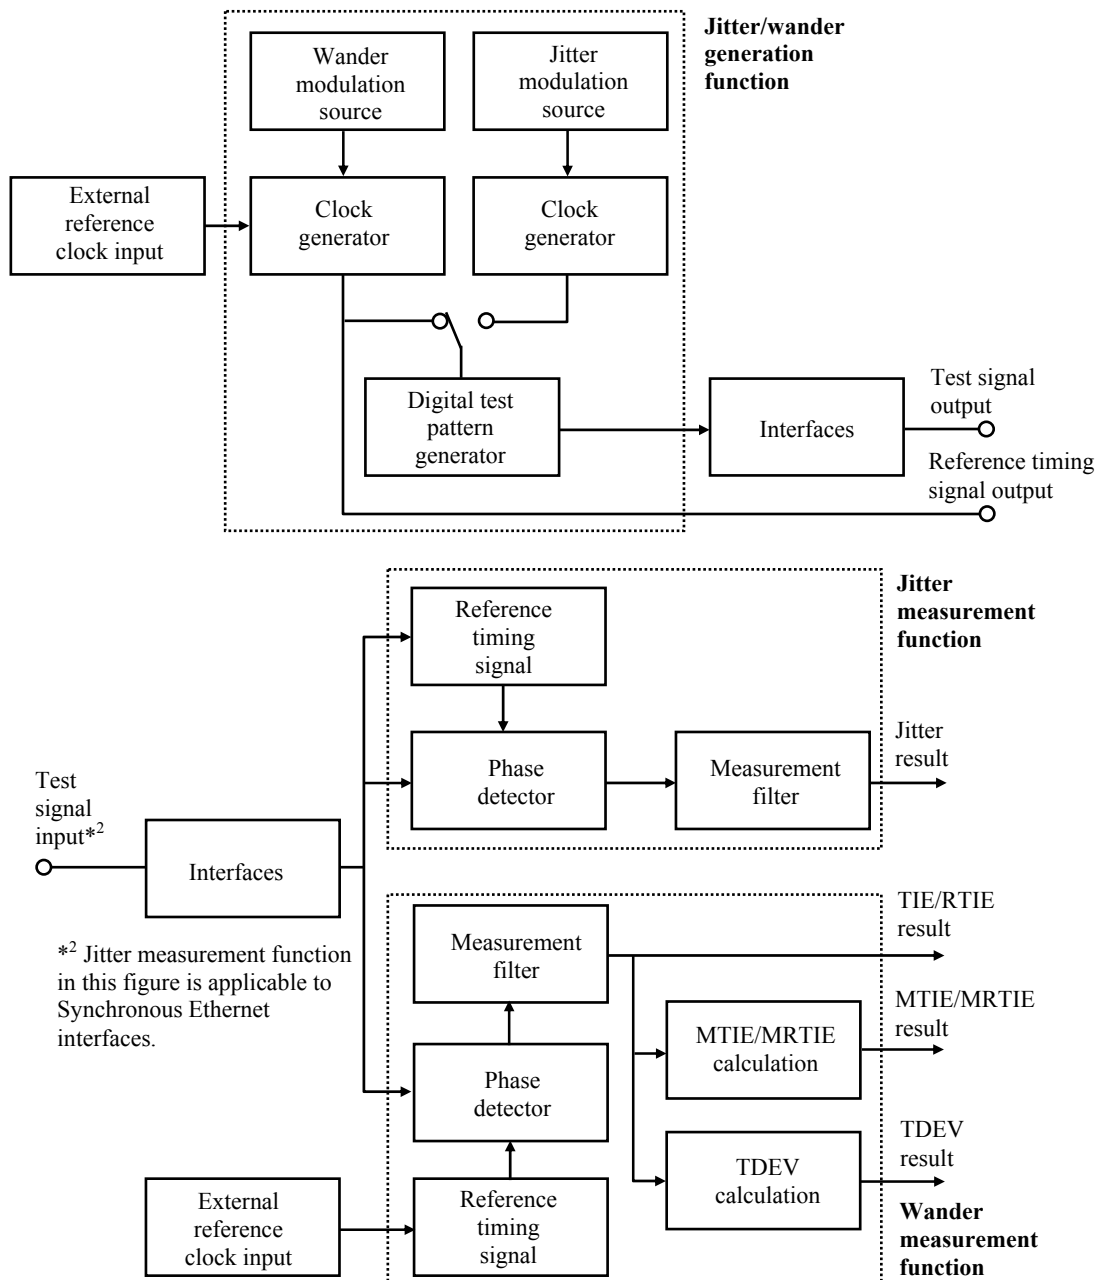 Jitter/wander
generation
function
Wander
modulation
source
Jitter
modulation
source
External
reference
clock input
Clock
generator
Clock
generator
Digital test
pattern
generator
Interfaces
Test signal
output
Reference timing
signal output
Jitter
measurement
function
Reference
timing
signal
Phase
detector
Measurement
filter
Jitter
result
Test
signal
input*2
Interfaces
*2 Jitter measurement function
in this figure is applicable to
Synchronous Ethernet
interfaces.
Measurement
filter
TIE/RTIE
result
MTIE/MRTIE
calculation
MTIE/MRTIE
result
Phase
detector
TDEV
calculation
TDEV
result
External
reference
clock input
Reference
timing
signal
Wander
measurement
function